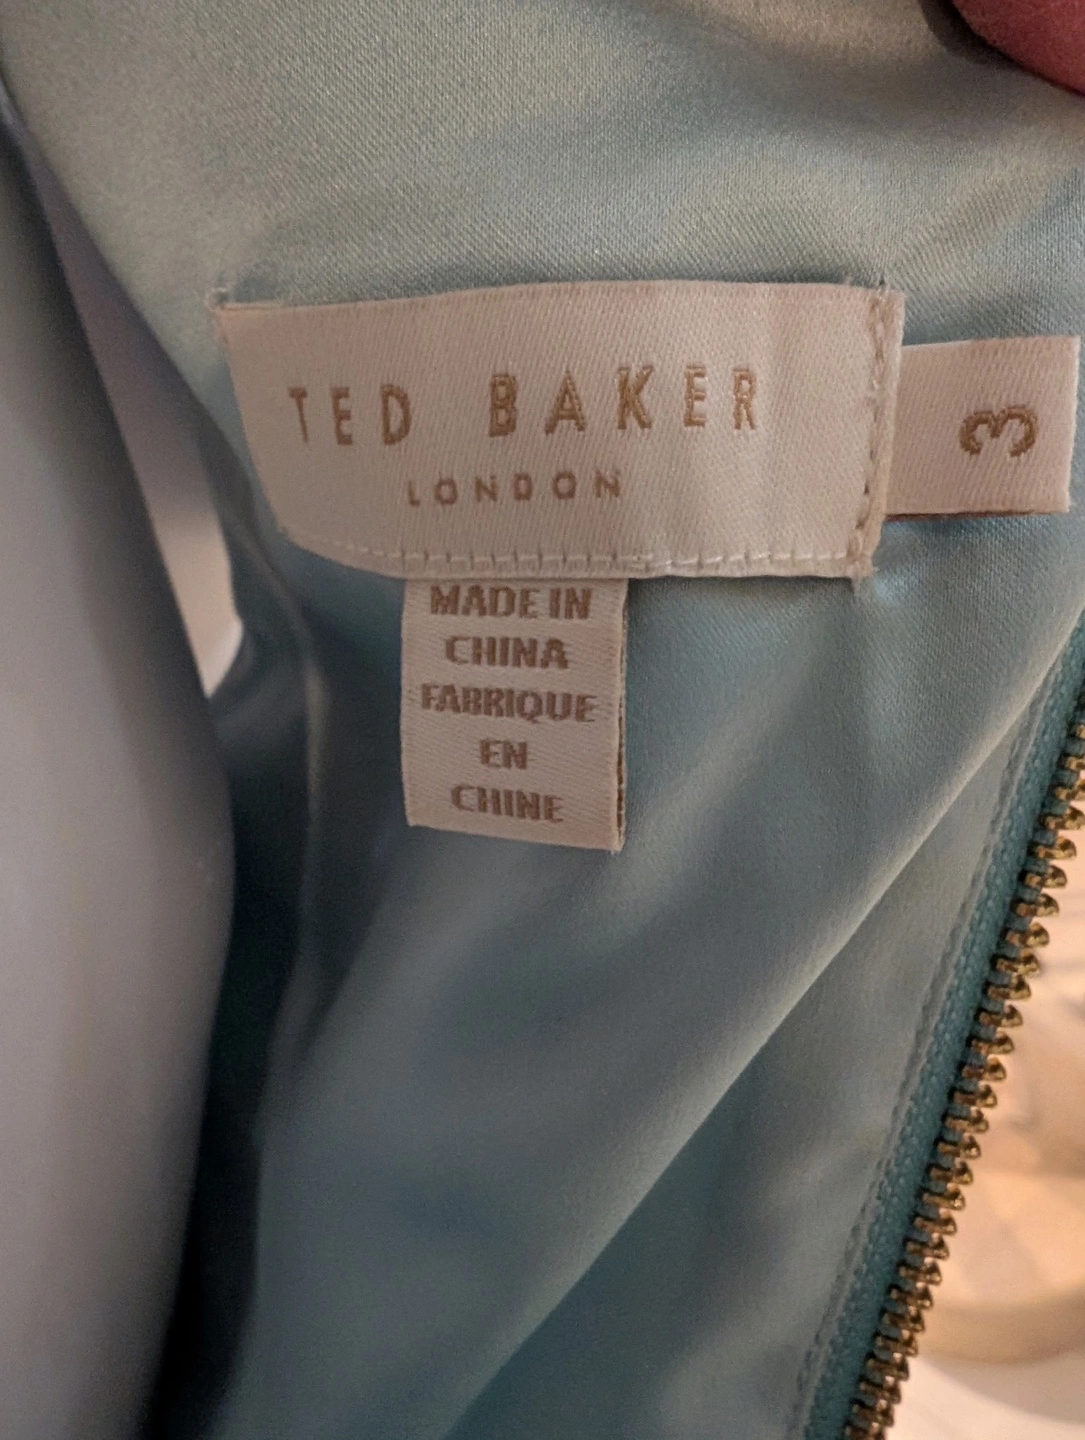 TED BAKER
LONDON
3
MADE IN
CHINA
FABRIQUE
EN
CHINE